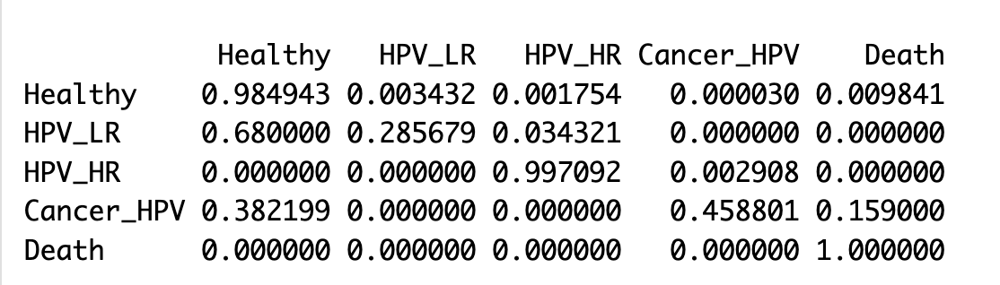 Healthy HPV_LR HPV_HR Cancer_HPV Death
Healthy 0.984943 0.003432 0.001754 0.000030 0.009841
HPV_LR 0.680000 0.285679 0.034321 0.000000 0.000000
HPV_HR 0.000000 0.000000 0.997092 0.002908 0.000000
Cancer_HPV 0.382199 0.000000 0.000000 0.458801 0.159000
Death 0.000000 0.000000 0.000000 0.000000 1.000000